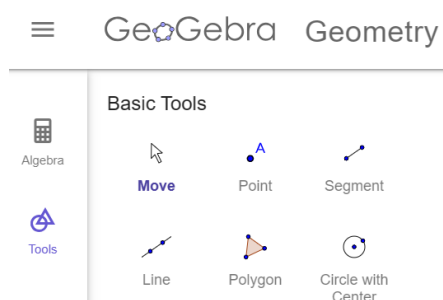 GeoGebra Geometry
Basic Tools
Algebra
A
Move Point Segment
Tools
Line Polygon Circle with
Center